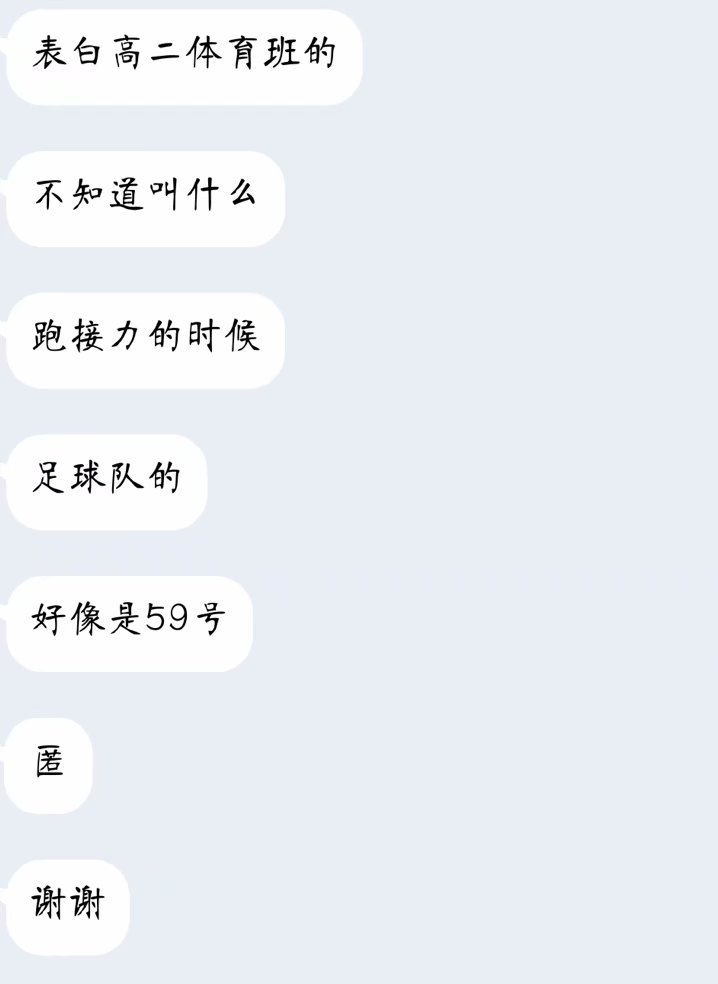 表白高二体育班的
不知道叫什么
跑接力的时候
足球队的
好像是59号
匿
谢谢